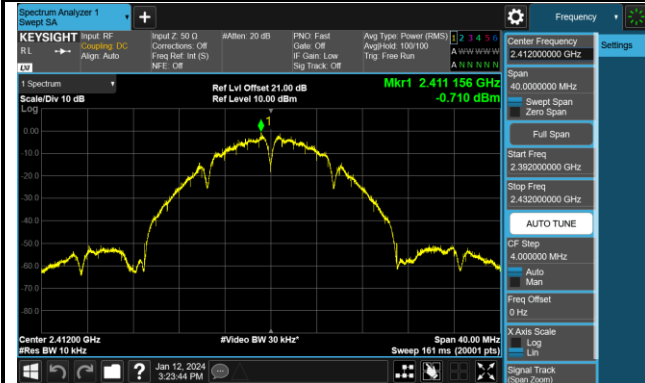 Spectrum Analyzer 1
Swept SA
Frequency
KEYSIGHT
R L
LXI
Input: RF
Coupling: DC
Align: Auto
Input Z: 50 Ω
Corrections: Off
Freq Ref: Int (S)
NFE: Off
#Atten: 20 dB
PNO: Fast
Gate: Off
IF Gain: Low
Sig Track: Off
Avg Type: Power (RMS)
Avg|Hold: 100/100
Trig: Free Run
1 2 3 4 5 6
A W W W W W
A N N N N N
1 Spectrum
Scale/Div 10 dB
Log
Ref Lvl Offset 21.00 dB
Ref Level 10.00 dBm
Mkr1 2.411 156 GHz
-0.710 dBm
1
0.00
-10.0
-20.0
-30.0
-40.0
-50.0
-60.0
-70.0
-80.0
Center 2.41200 GHz
#Res BW 10 kHz
#Video BW 30 kHz*
Span 40.00 MHz
Sweep 161 ms (20001 pts)
Center Frequency
2.412000000 GHz
Settings
Span
40.0000000 MHz
Swept Span
Zero Span
Full Span
Start Freq
2.392000000 GHz
Stop Freq
2.432000000 GHz
AUTO TUNE
CF Step
4.000000 MHz
Auto
Man
Freq Offset
0 Hz
X Axis Scale
Log
Lin
Signal Track
(Span Zoom)
?
Jan 12, 2024
3:23:44 PM